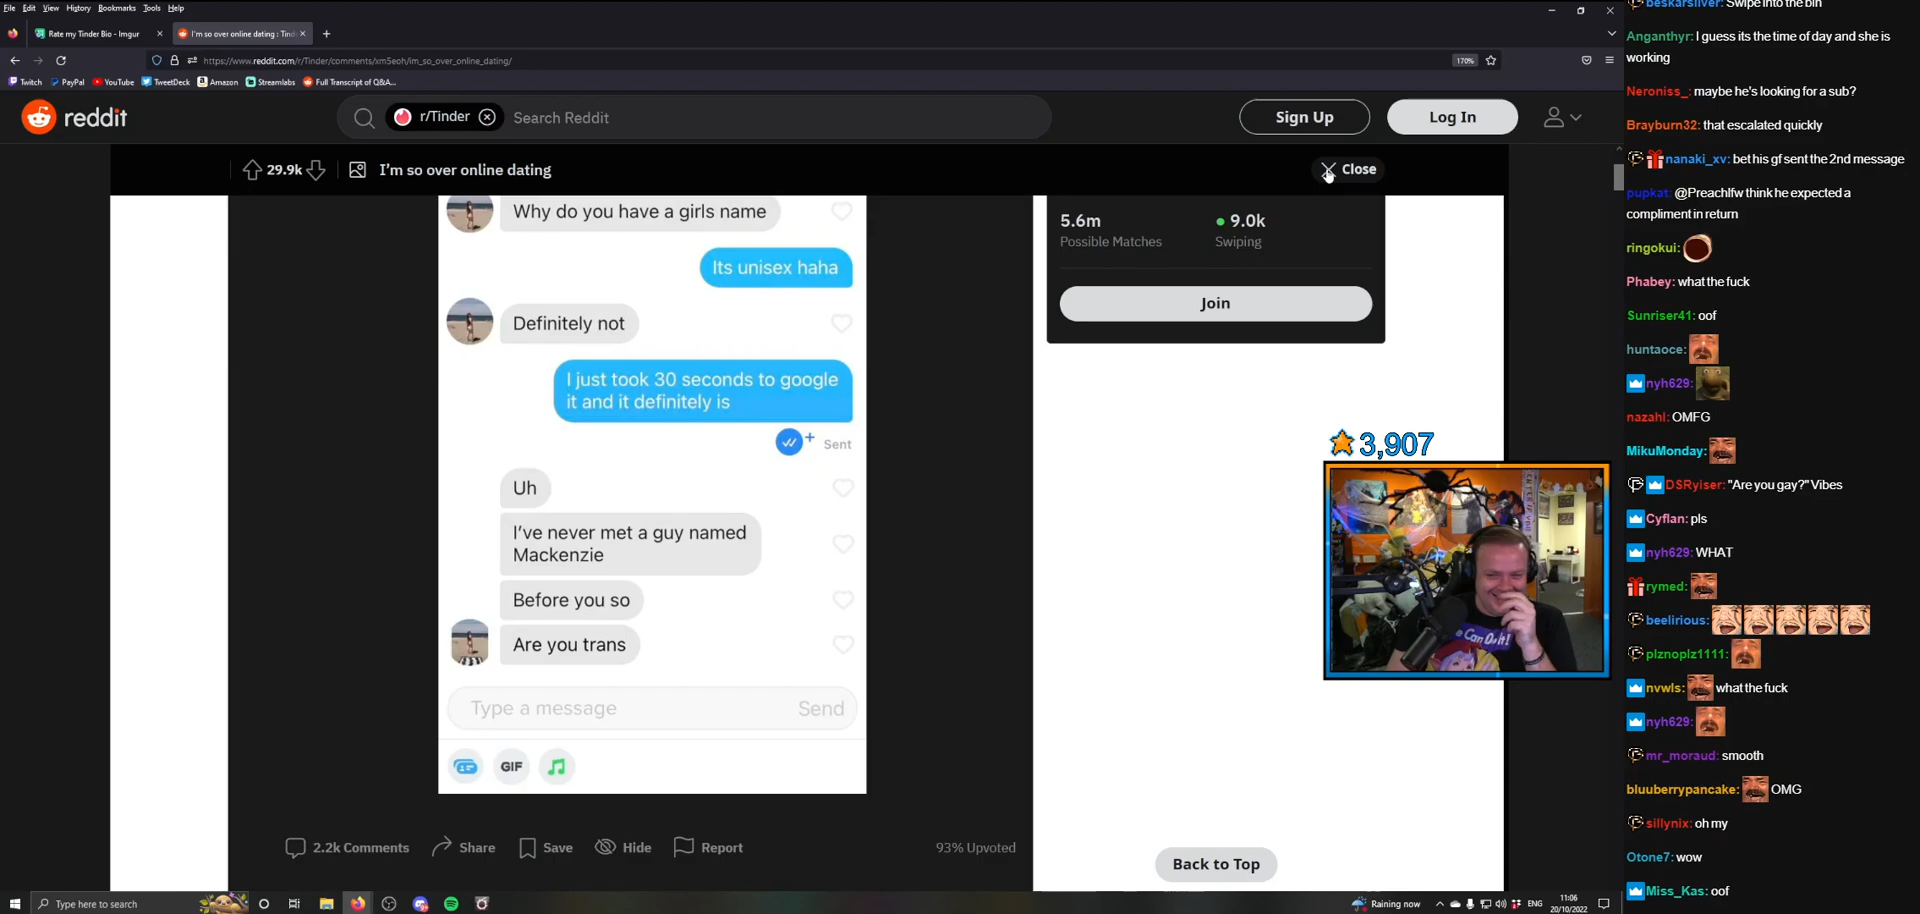 File Edit View History Bookmarks Tools Help
Rate my Tinder Bio - Imgur
I'm so over online dating : Tind
https://www.reddit.com/r/Tinder/comments/xm5eoh/im_so_over_online_dating/
170%
Twitch PayPal YouTube TweetDeck Amazon Streamlabs Full Transcript of Q&A...
reddit
r/Tinder
Search Reddit
Sign Up
Log In
29.9k
I'm so over online dating
Close
Why do you have a girls name
Its unisex haha
Definitely not
I just took 30 seconds to google
it and it definitely is
Sent
Uh
I've never met a guy named
Mackenzie
Before you so
Are you trans
Type a message
Send
GIF
2.2k Comments
Share
Save
Hide
Report
93% Upvoted
5.6m
Possible Matches
9.0k
Swiping
Join
3,907
Can Do It!
Back to Top
beskarsilver: Swipe into the bin
Anganthyr: I guess its the time of day and she is
working
Neroniss_: maybe he's looking for a sub?
Brayburn32: that escalated quickly
nanaki_xv: bet his gf sent the 2nd message
pupkat: @Preachlfw think he expected a
compliment in return
ringokui:
Phabey: what the fuck
Sunriser41: oof
huntaoce:
nyh629:
nazahl: OMFG
MikuMonday:
DSRyiser: "Are you gay?" Vibes
Cyflan: pls
nyh629: WHAT
rymed:
beelirious:
plznoplz1111:
nvwls: what the fuck
nyh629:
mr_moraud: smooth
bluuberrypancake: OMG
sillynix: oh my
Otone7: wow
Miss_Kas: oof
Type here to search
Raining now
ENG
11:06
20/10/2022